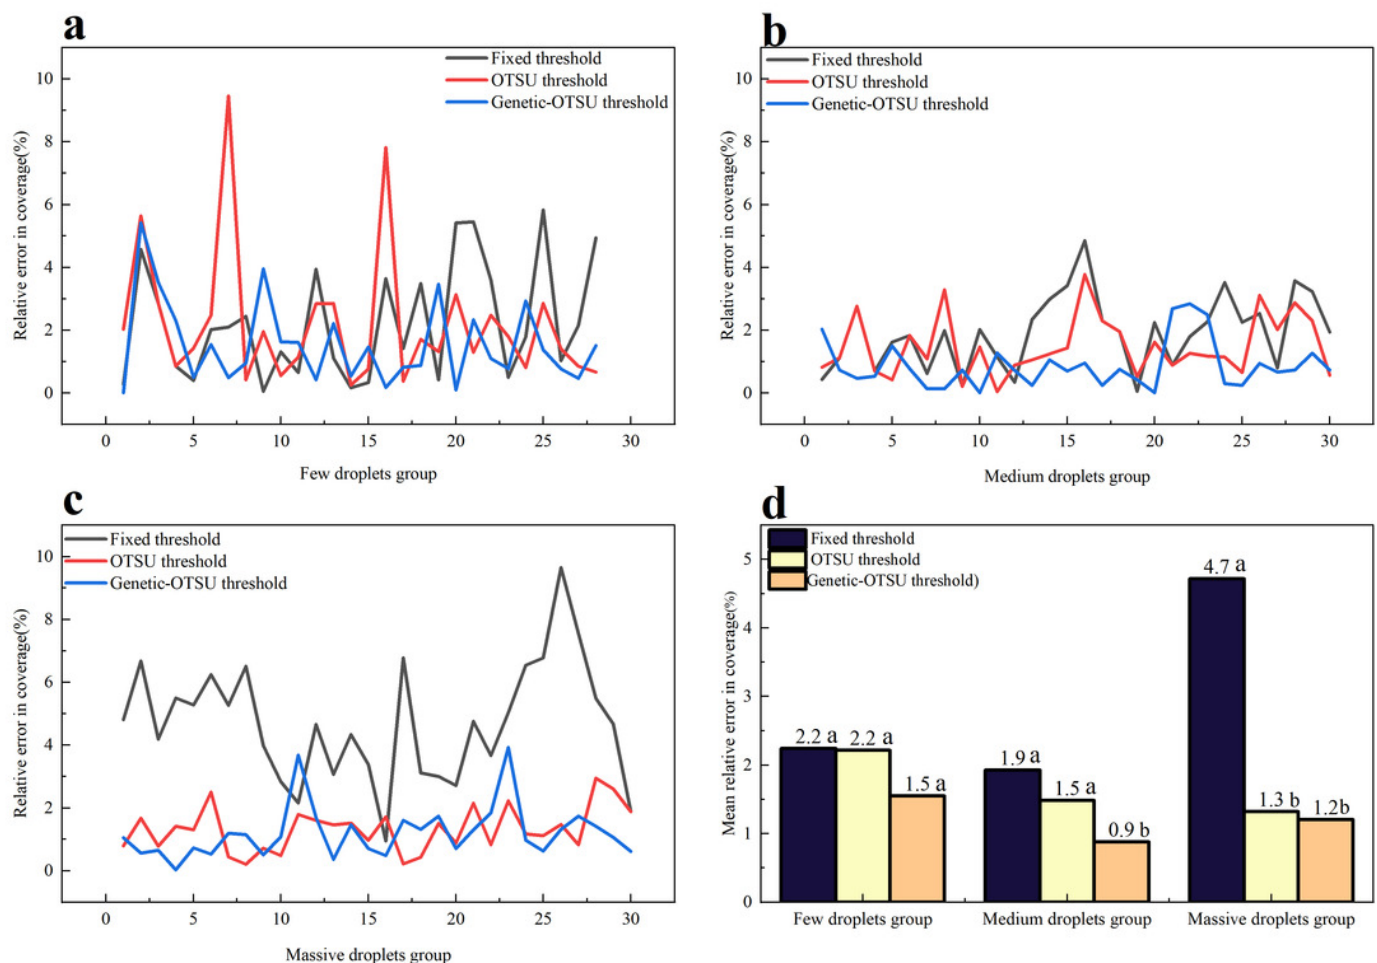 a
Fixed threshold
OTSU threshold
Genetic-OTSU threshold
Relative error in coverage(%)
10
8
6
4
2
0
0 5 10 15 20 25 30
Few droplets group
b
Fixed threshold
OTSU threshold
Genetic-OTSU threshold
Relative error in coverage(%)
10
8
6
4
2
0
0 5 10 15 20 25 30
Medium droplets group
c
Fixed threshold
OTSU threshold
Genetic-OTSU threshold
Relative error in coverage(%)
10
8
6
4
2
0
0 5 10 15 20 25 30
Massive droplets group
d
Fixed threshold
OTSU threshold
Genetic-OTSU threshold)
Mean relative error in coverage(%)
5
4
3
2
1
0
2.2 a 2.2 a 1.5 a
1.9 a 1.5 a 0.9 b
4.7 a 1.3 b 1.2b
Few droplets group Medium droplets group Massive droplets group